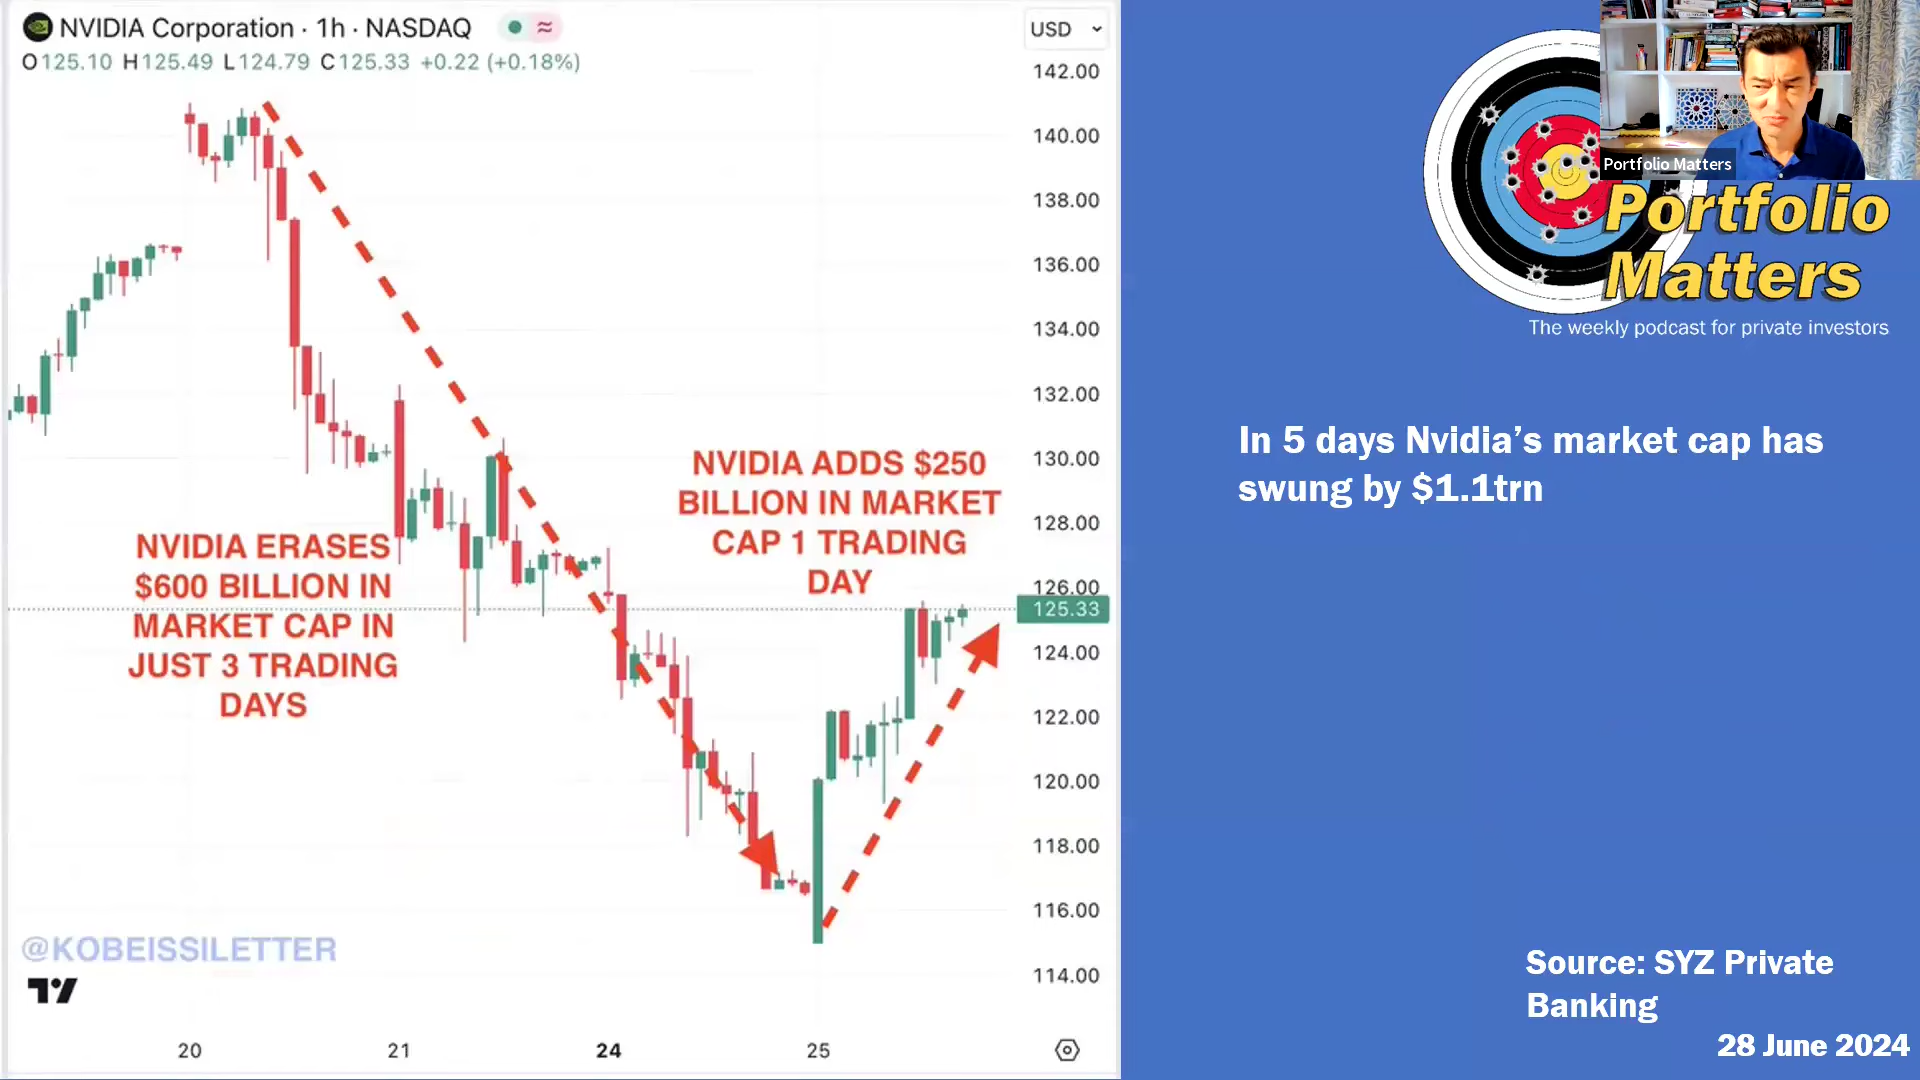 NVIDIA Corporation · 1h · NASDAQ
≈
USD
O125.10 H125.49 L124.79 C125.33 +0.22 (+0.18%)
142.00
140.00
138.00
136.00
134.00
132.00
130.00
128.00
126.00
125.33
124.00
122.00
120.00
118.00
116.00
114.00
NVIDIA ERASES
$600 BILLION IN
MARKET CAP IN
JUST 3 TRADING
DAYS
NVIDIA ADDS $250
BILLION IN MARKET
CAP 1 TRADING
DAY
@KOBEISSILETTER
20
21
24
25
Portfolio Matters
Portfolio
Matters
The weekly podcast for private investors
In 5 days Nvidia’s market cap has
swung by $1.1trn
Source: SYZ Private
Banking
28 June 2024